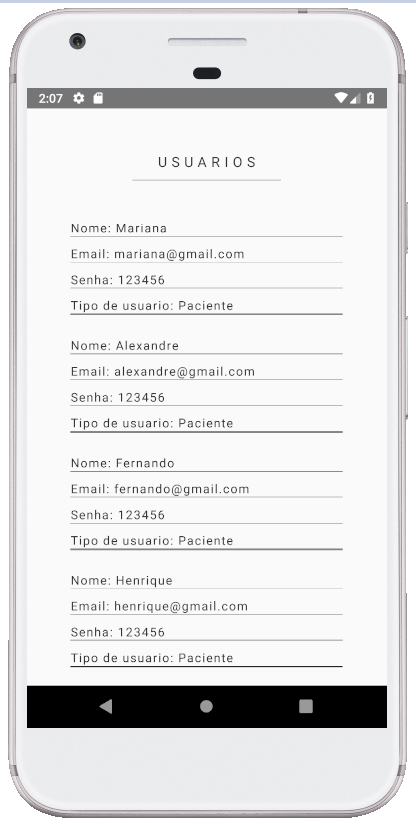 2:07
USUARIOS
Nome: Mariana
Email: mariana@gmail.com
Senha: 123456
Tipo de usuario: Paciente
Nome: Alexandre
Email: alexandre@gmail.com
Senha: 123456
Tipo de usuario: Paciente
Nome: Fernando
Email: fernando@gmail.com
Senha: 123456
Tipo de usuario: Paciente
Nome: Henrique
Email: henrique@gmail.com
Senha: 123456
Tipo de usuario: Paciente